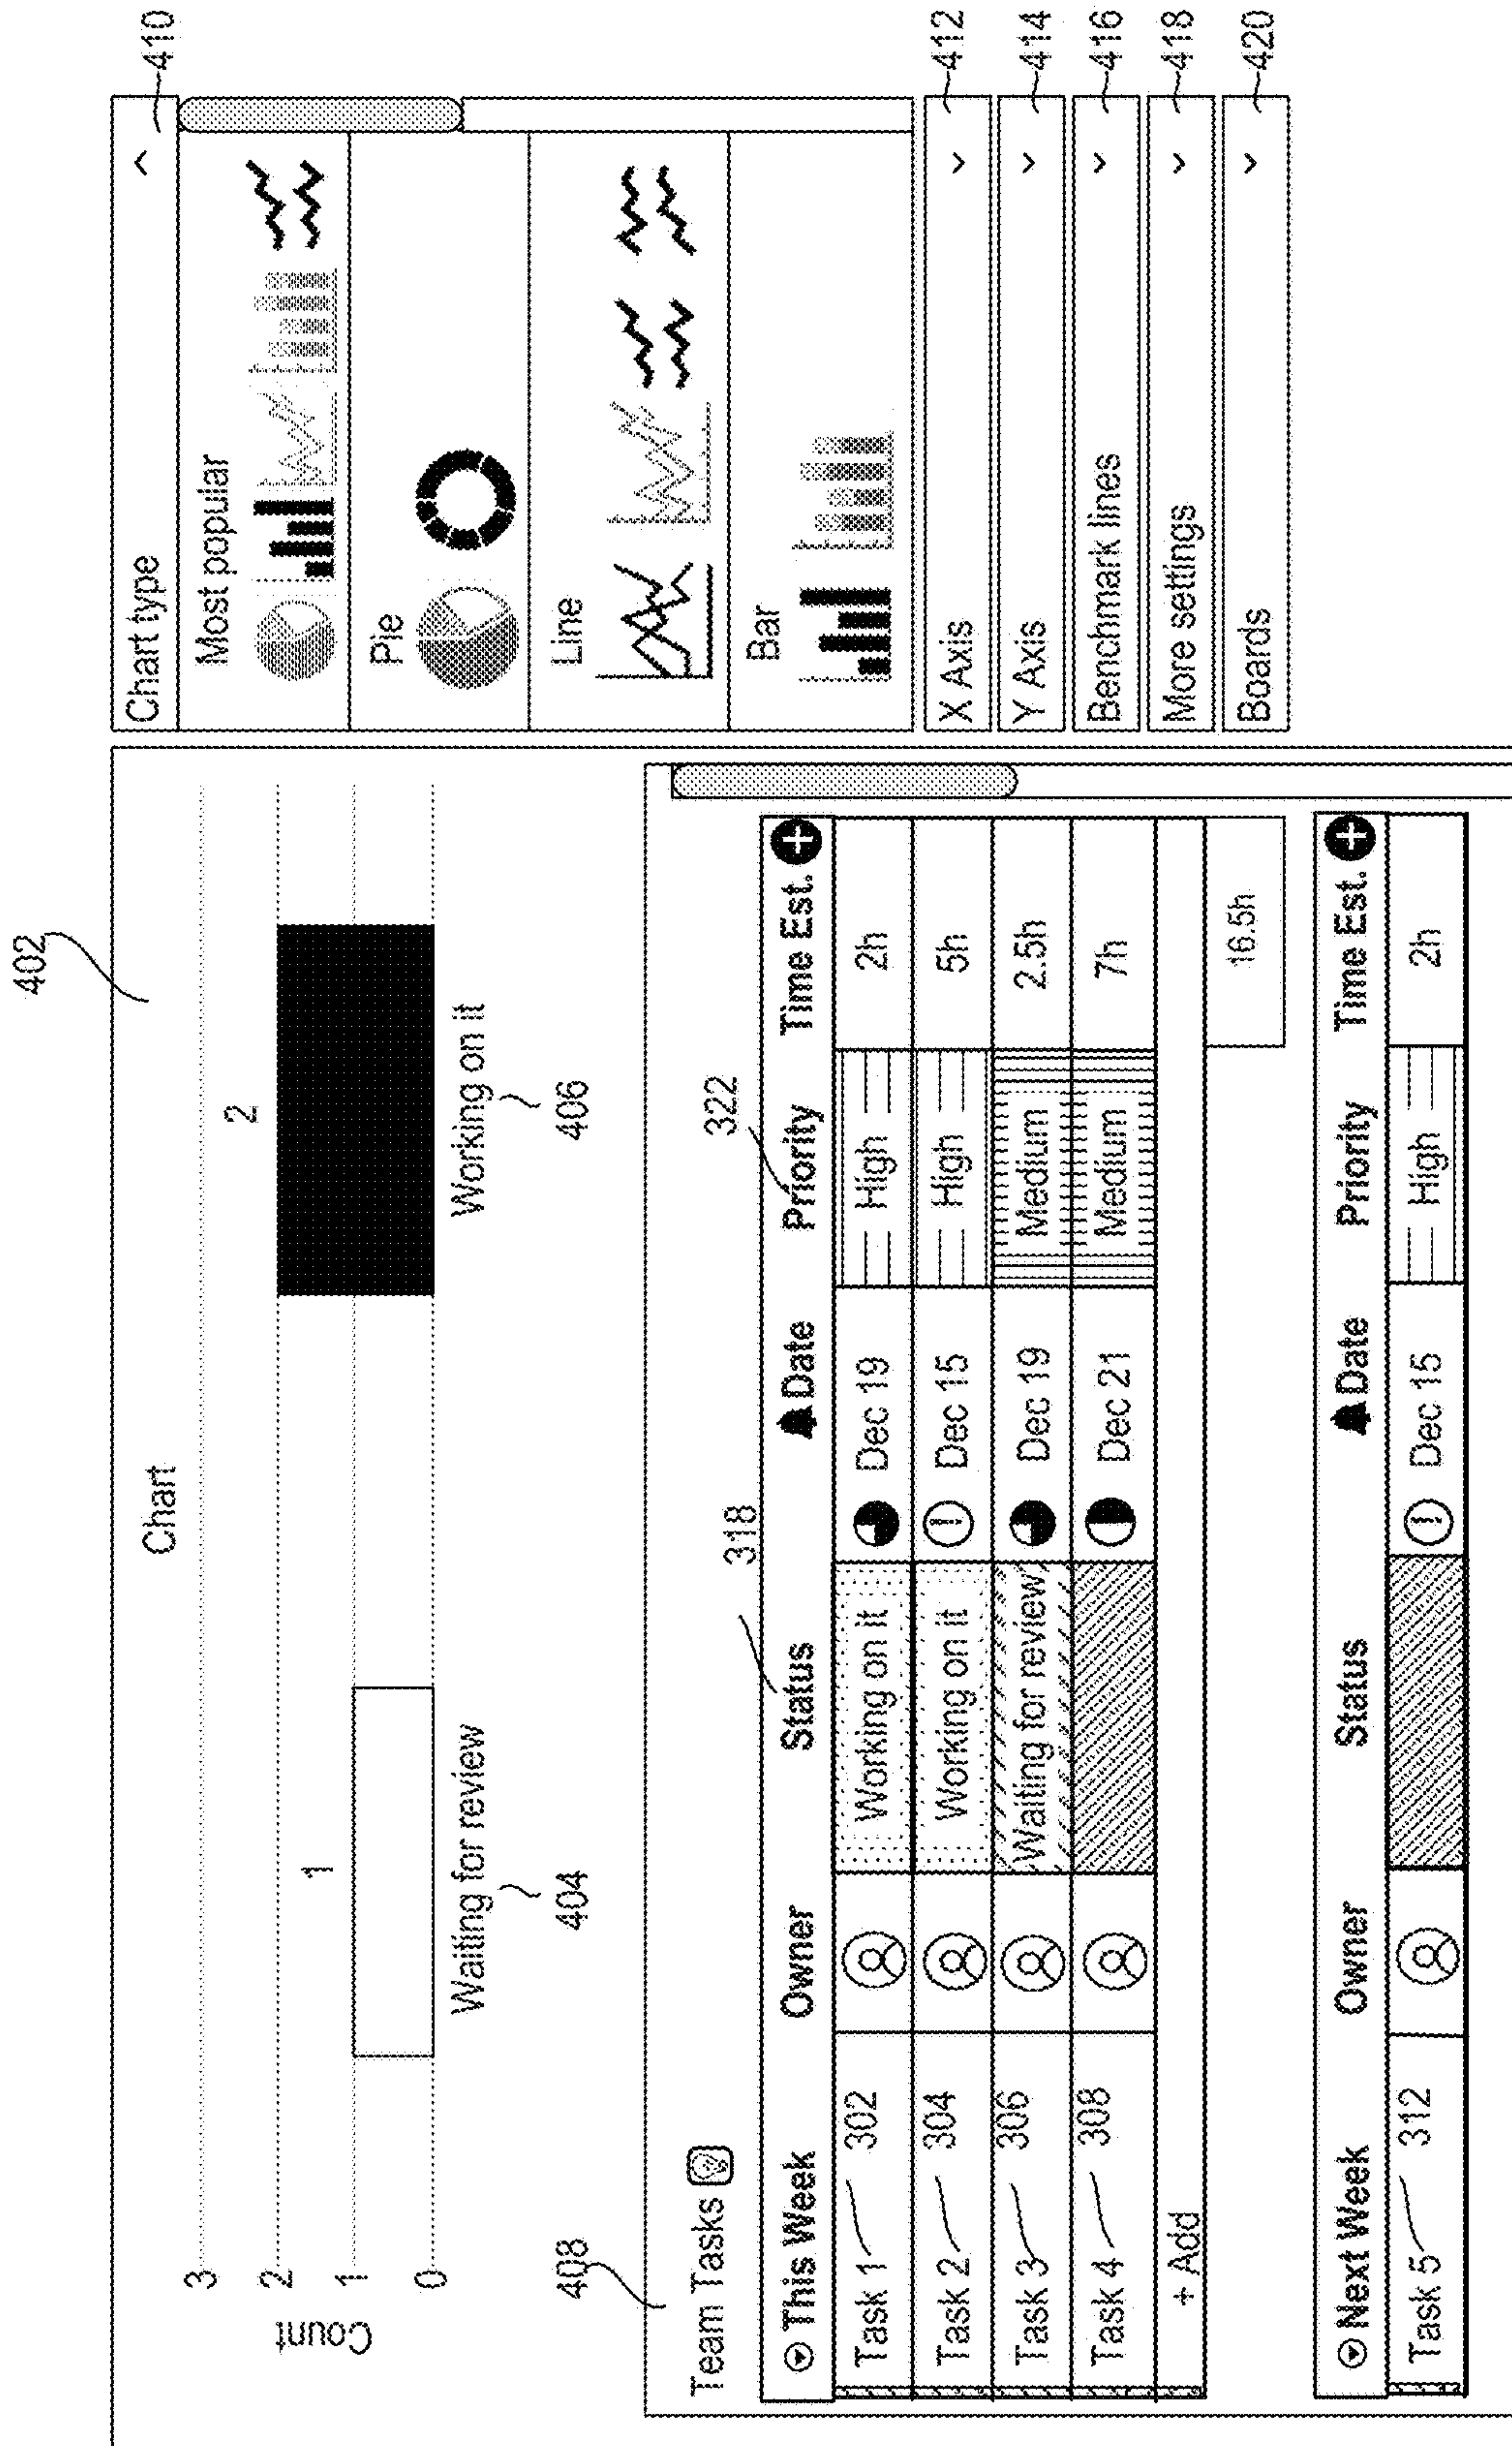 402
Chart
Count
3
2
1
0
1
2
Waiting for review
Working on it
404
406
408
Team Tasks
318
322
This Week Owner Status Date Priority Time Est. +
Task 1 302 Working on it Dec 19 High 2h
Task 2 304 Working on it ! Dec 15 High 5h
Task 3 306 Waiting for review Dec 19 Medium 2.5h
Task 4 308 Dec 21 Medium 7h
+ Add
16.5h
Next Week Owner Status Date Priority Time Est. +
Task 5 312 ! Dec 15 High 2h
Chart type 410
Most popular
Pie
Line
Bar
X Axis 412
Y Axis 414
Benchmark lines 416
More settings 418
Boards 420